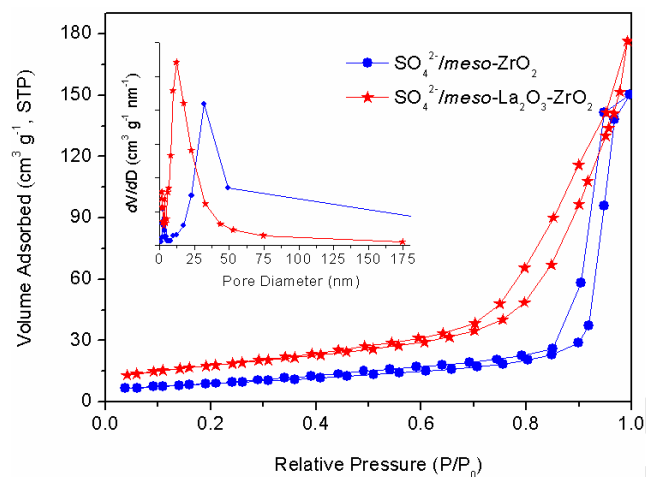 180
150
120
90
60
30
0
Volume Adsorbed (cm³ g⁻¹, STP)
0.0 0.2 0.4 0.6 0.8 1.0
Relative Pressure (P/P₀)
SO₄²⁻/meso-ZrO₂
SO₄²⁻/meso-La₂O₃-ZrO₂
dV/dD (cm³ g⁻¹ nm⁻¹)
0 25 50 75 100 125 150 175
Pore Diameter (nm)